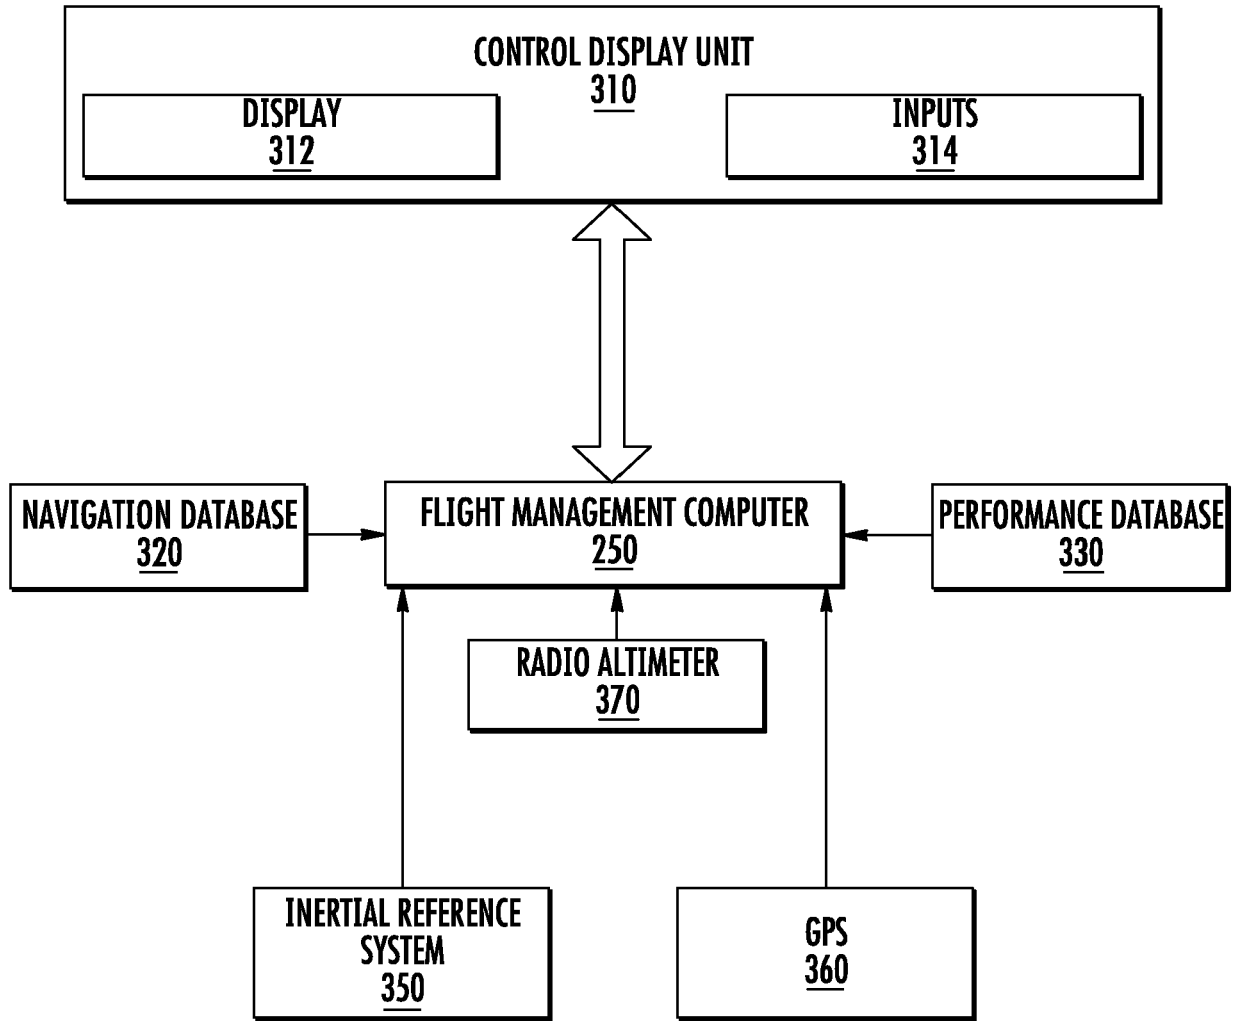 CONTROL DISPLAY UNIT
310
DISPLAY
312
INPUTS
314
NAVIGATION DATABASE
320
FLIGHT MANAGEMENT COMPUTER
250
PERFORMANCE DATABASE
330
RADIO ALTIMETER
370
INERTIAL REFERENCE
SYSTEM
350
GPS
360